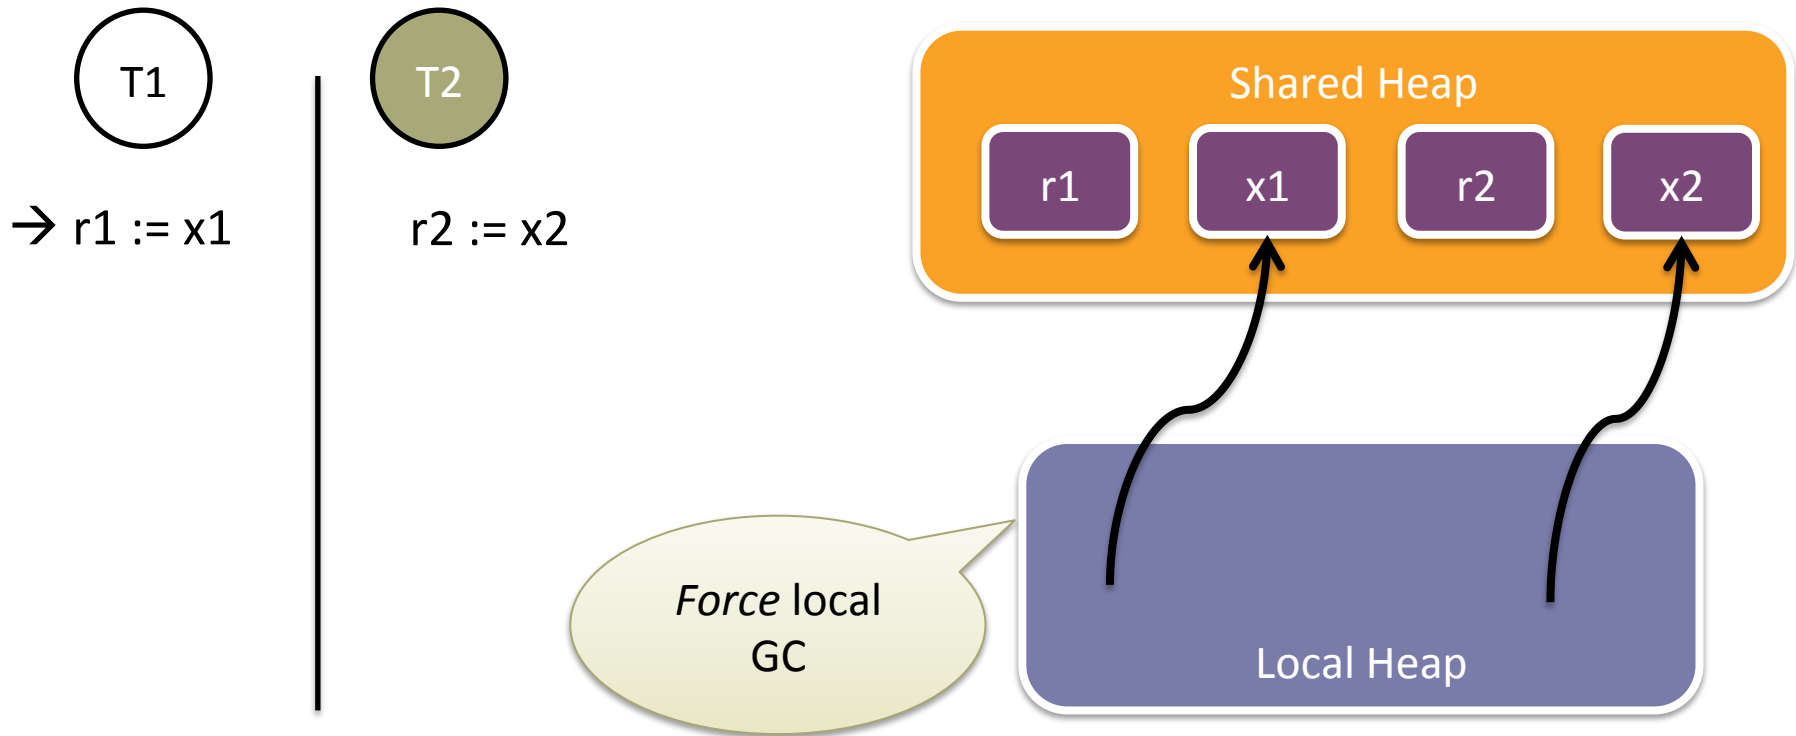 T1
T2
→ r1 := x1
r2 := x2
Shared Heap
r1
x1
r2
x2
Force local
GC
Local Heap